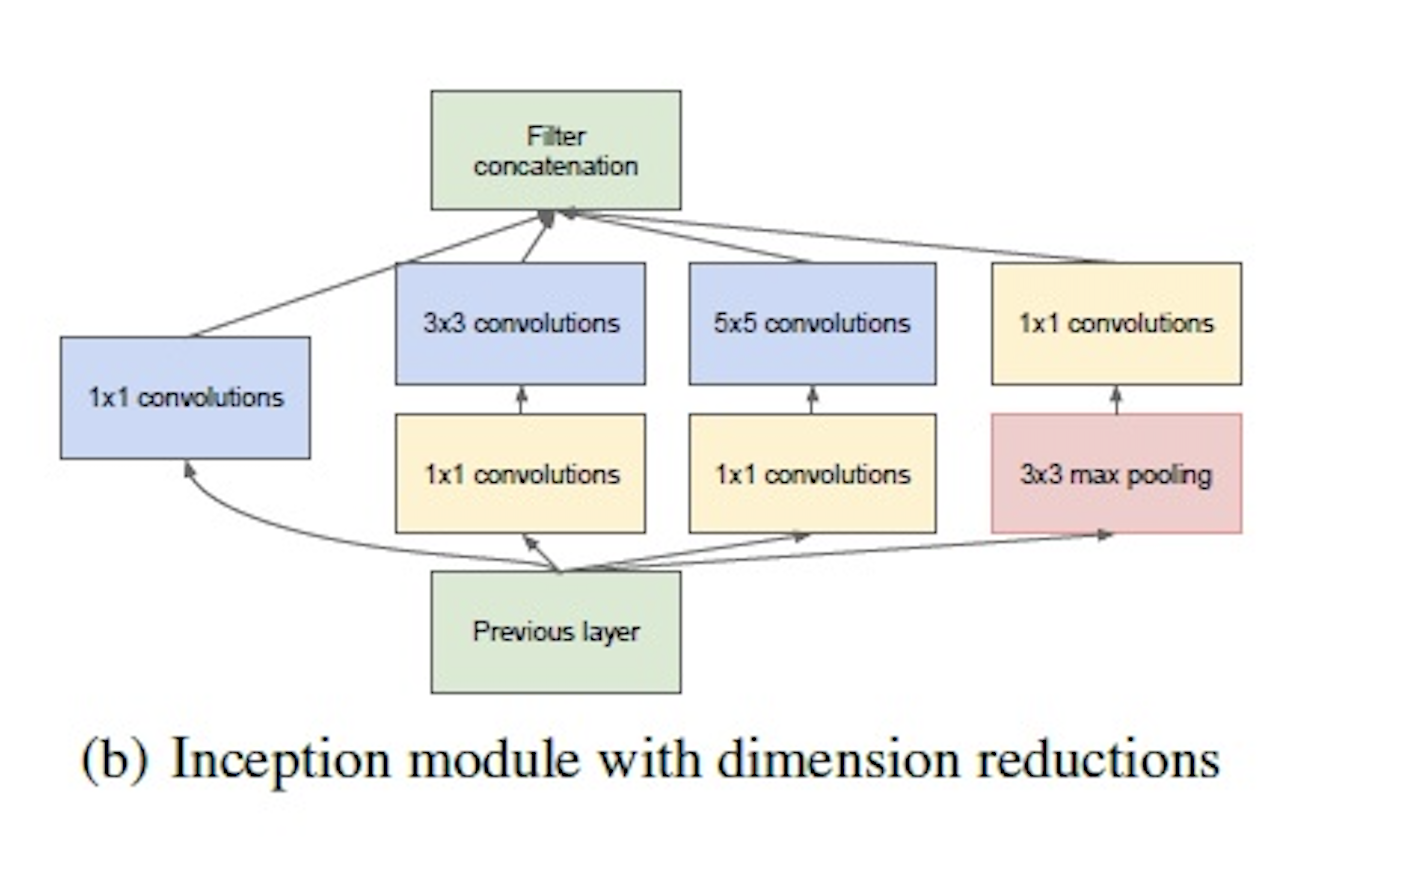 Filter
concatenation
3x3 convolutions
5x5 convolutions
1x1 convolutions
1x1 convolutions
1x1 convolutions
1x1 convolutions
3x3 max pooling
Previous layer
(b) Inception module with dimension reductions